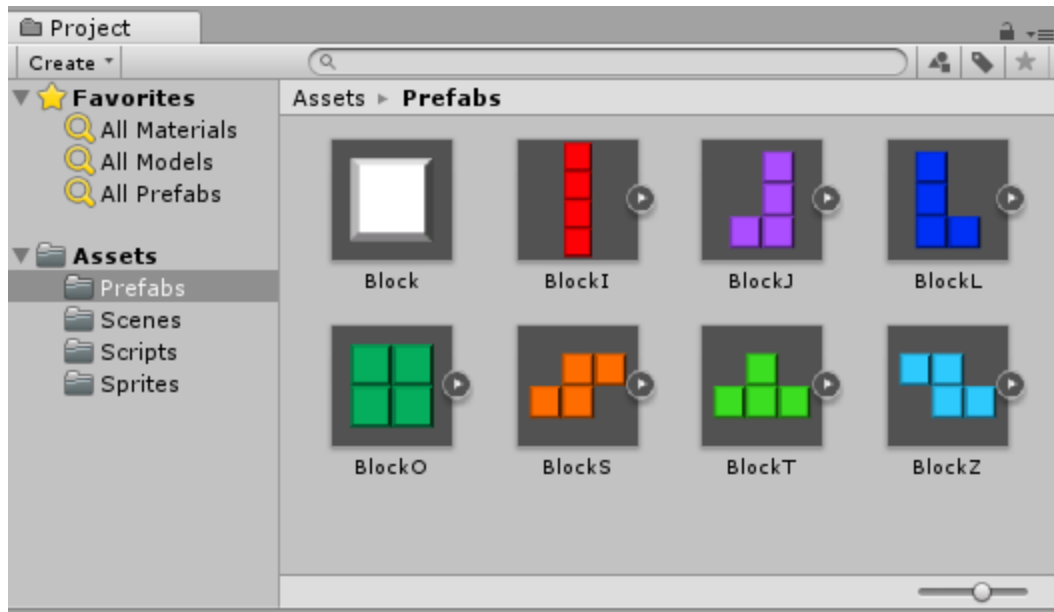 Project
Create
Favorites
All Materials
All Models
All Prefabs
Assets
Prefabs
Scenes
Scripts
Sprites
Assets Prefabs
Block BlockI BlockJ BlockL
BlockO BlockS BlockT BlockZ